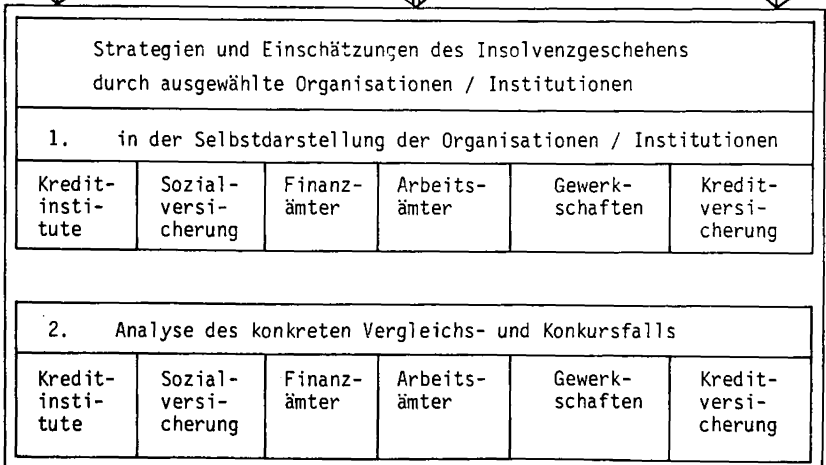 Strategien und Einschätzungen des Insolvenzgeschehens
durch ausgewählte Organisationen / Institutionen
1. in der Selbstdarstellung der Organisationen / Institutionen
Kredit- Sozial- Finanz- Arbeits- Gewerk- Kredit-
insti- versi- ämter ämter schaften versi-
tute cherung cherung
2. Analyse des konkreten Vergleichs- und Konkursfalls
Kredit- Sozial- Finanz- Arbeits- Gewerk- Kredit-
insti- versi- ämter ämter schaften versi-
tute cherung cherung